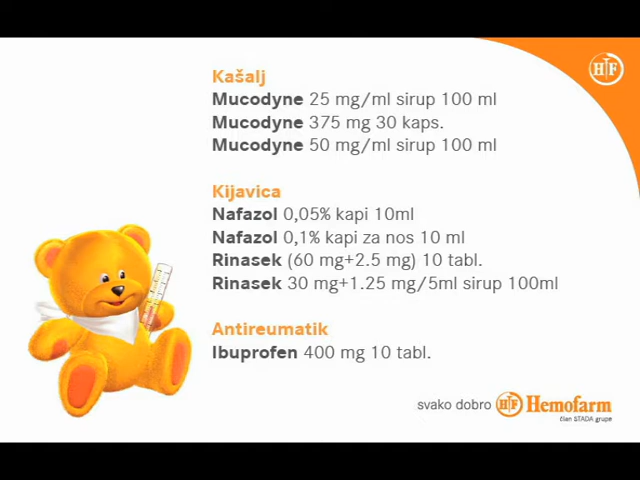 HTF
Kašalj
Mucodyne 25 mg/ml sirup 100 ml
Mucodyne 375 mg 30 kaps.
Mucodyne 50 mg/ml sirup 100 ml
Kijavica
Nafazol 0,05% kapi 10ml
Nafazol 0,1% kapi za nos 10 ml
Rinasek (60 mg+2.5 mg) 10 tabl.
Rinasek 30 mg+1.25 mg/5ml sirup 100ml
Antireumatik
Ibuprofen 400 mg 10 tabl.
svako dobro HTF Hemofarm
član STADA grupe